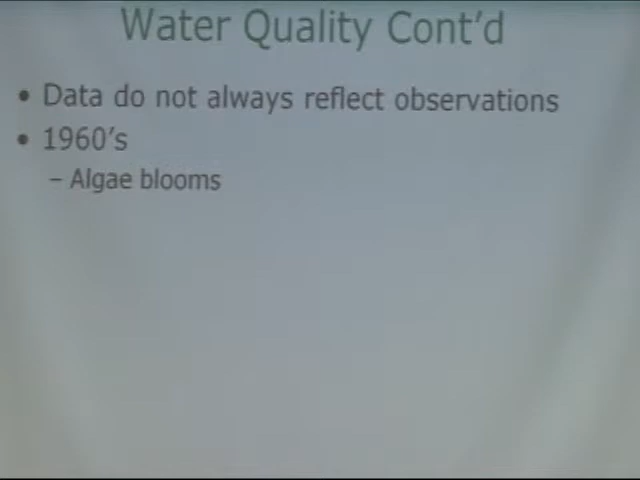 Water Quality Cont'd
• Data do not always reflect observations
• 1960's
– Algae blooms